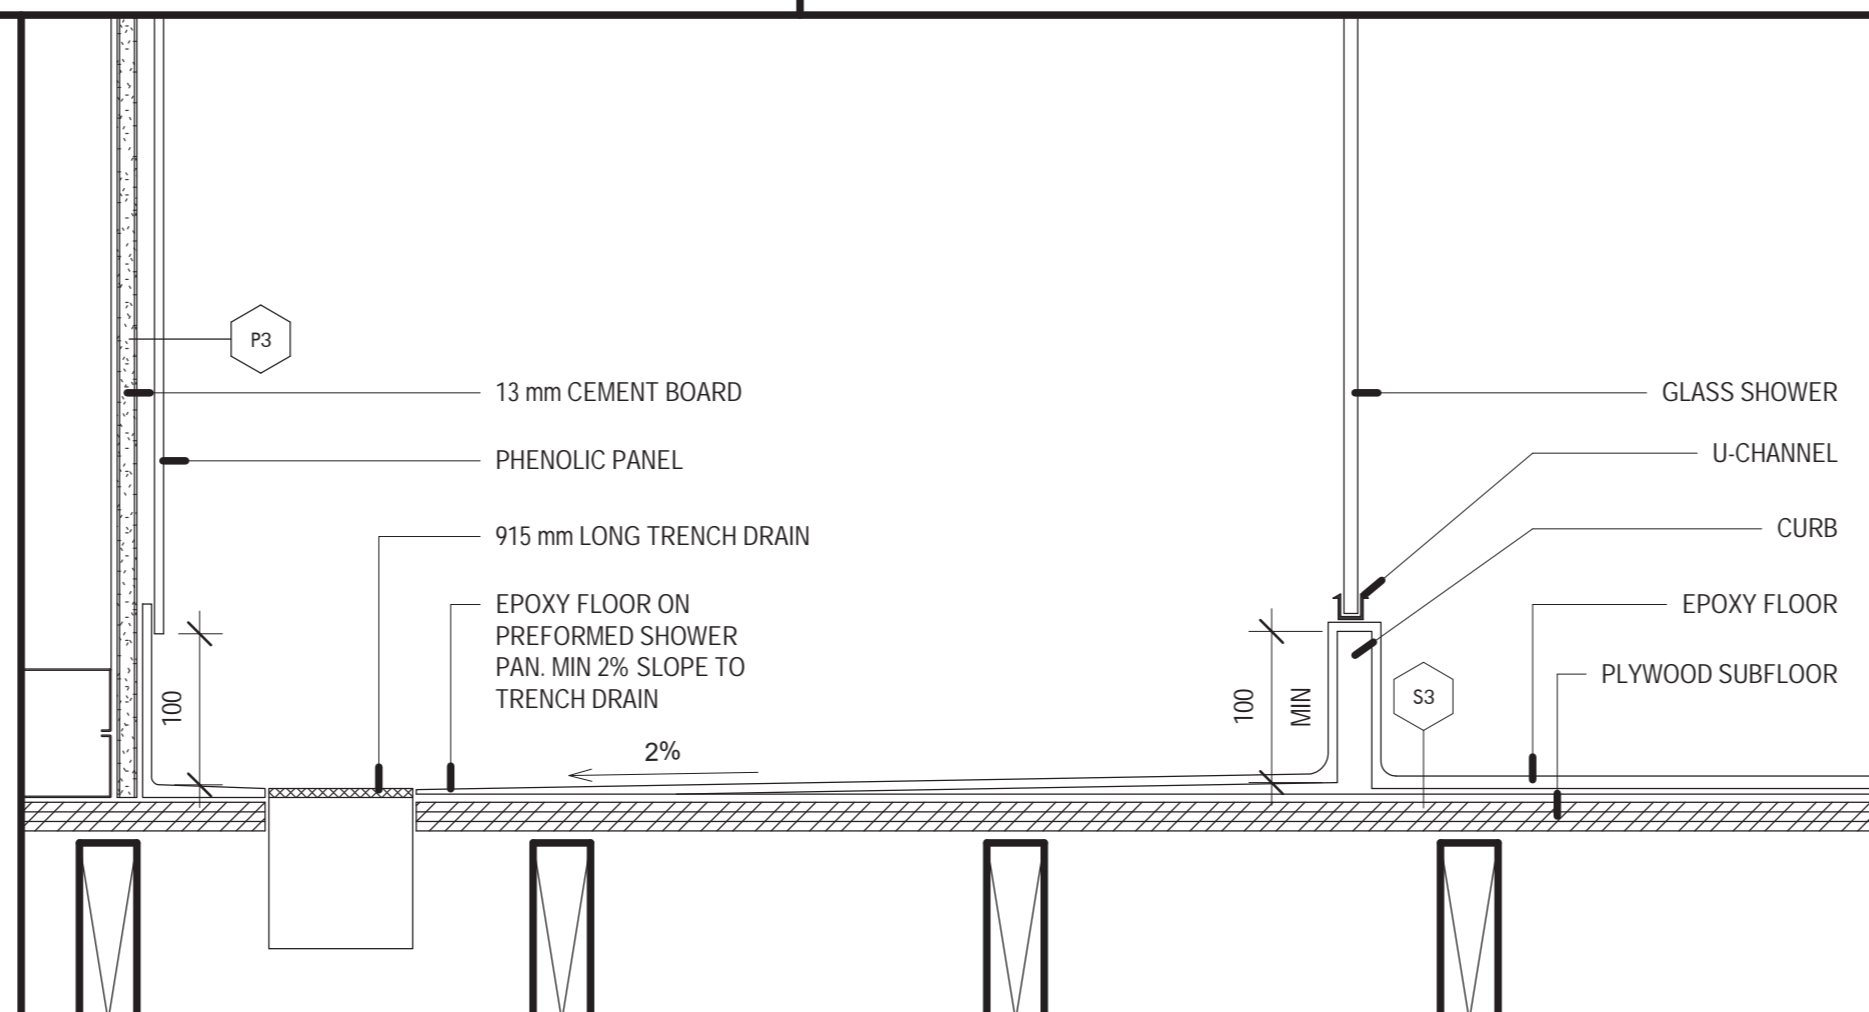 P3
13 mm CEMENT BOARD
PHENOLIC PANEL
915 mm LONG TRENCH DRAIN
EPOXY FLOOR ON
PREFORMED SHOWER
PAN. MIN 2% SLOPE TO
TRENCH DRAIN
100
2%
GLASS SHOWER
U-CHANNEL
CURB
EPOXY FLOOR
PLYWOOD SUBFLOOR
100
MIN
S3